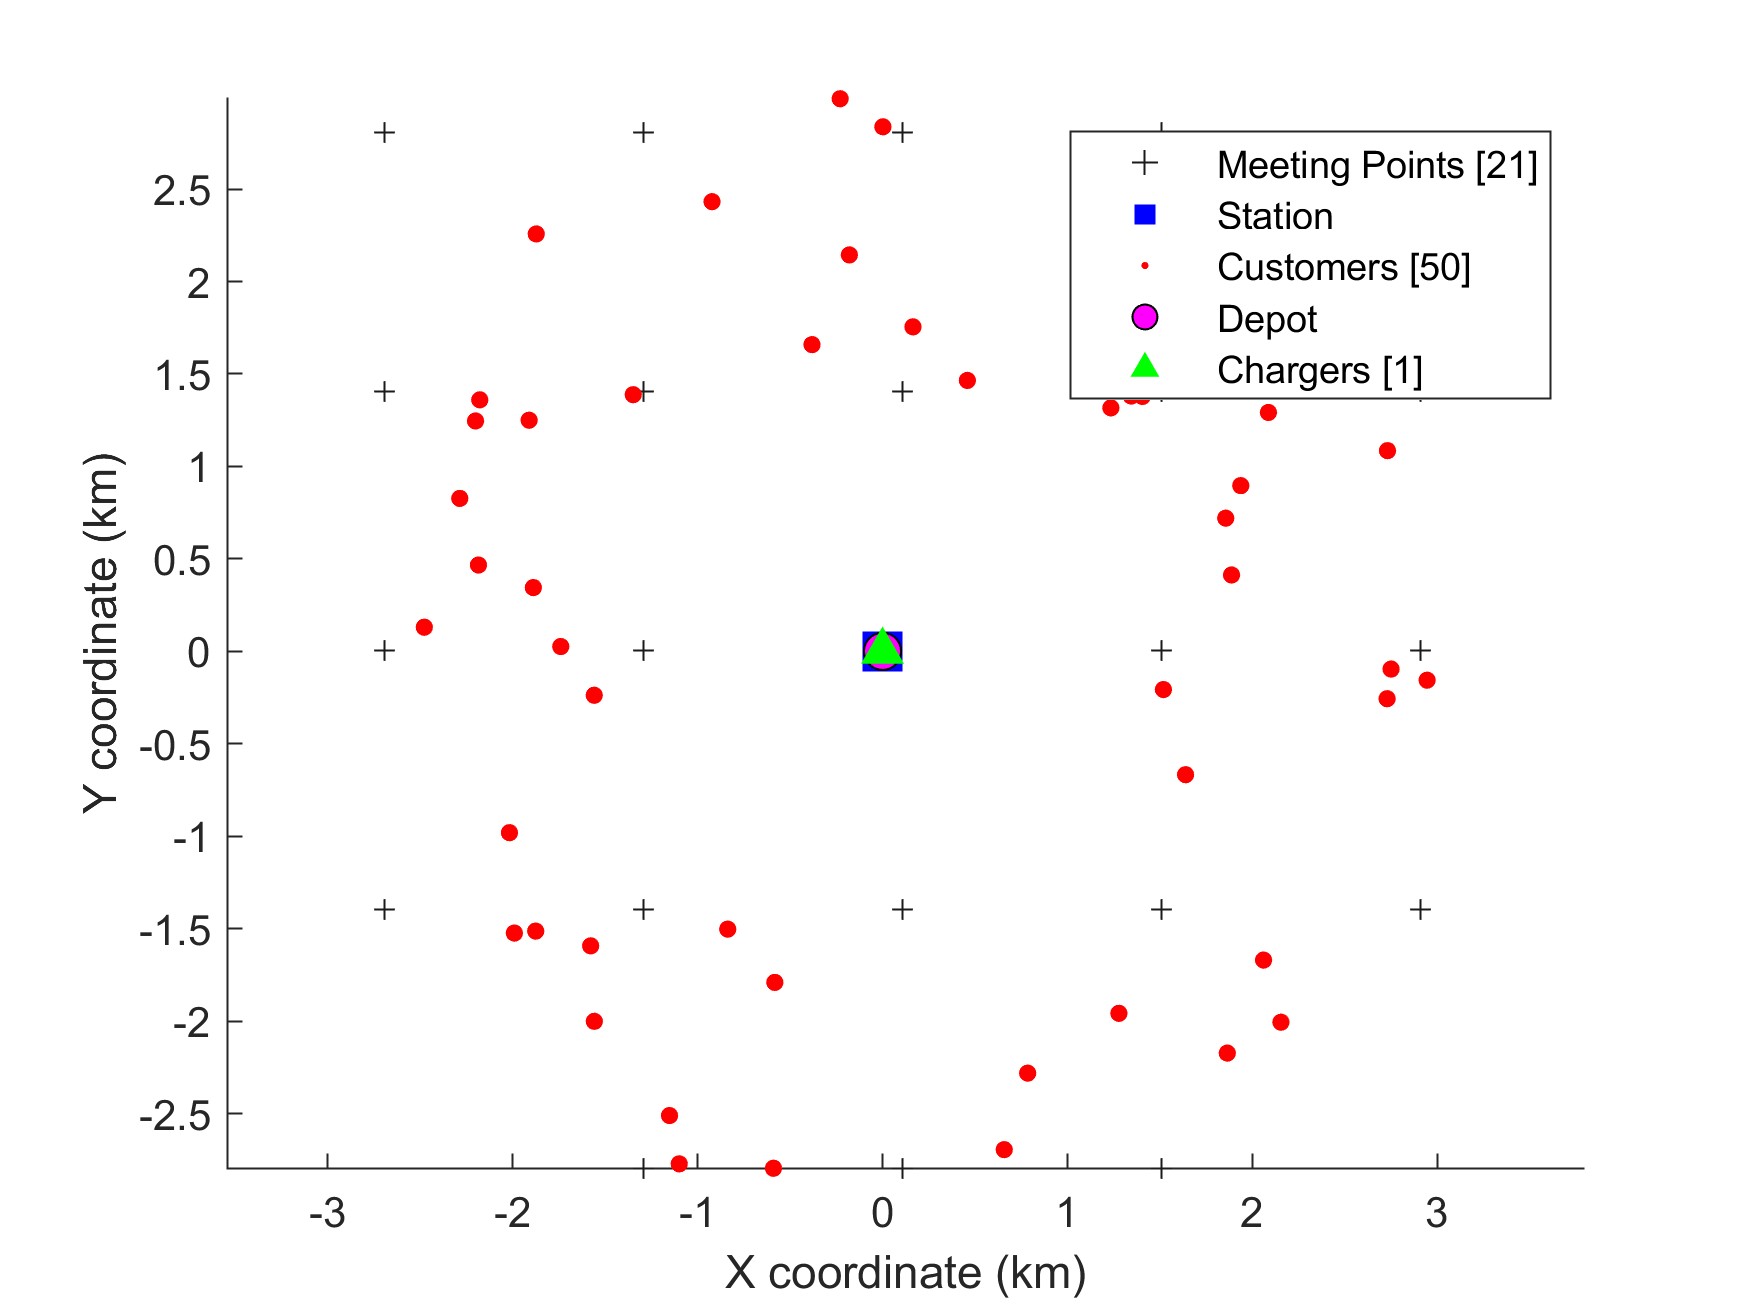 Meeting Points [21]
Station
Customers [50]
Depot
Chargers [1]
2.5
2
1.5
1
0.5
0
-0.5
-1
-1.5
-2
-2.5
Y coordinate (km)
-3 -2 -1 0 1 2 3
X coordinate (km)